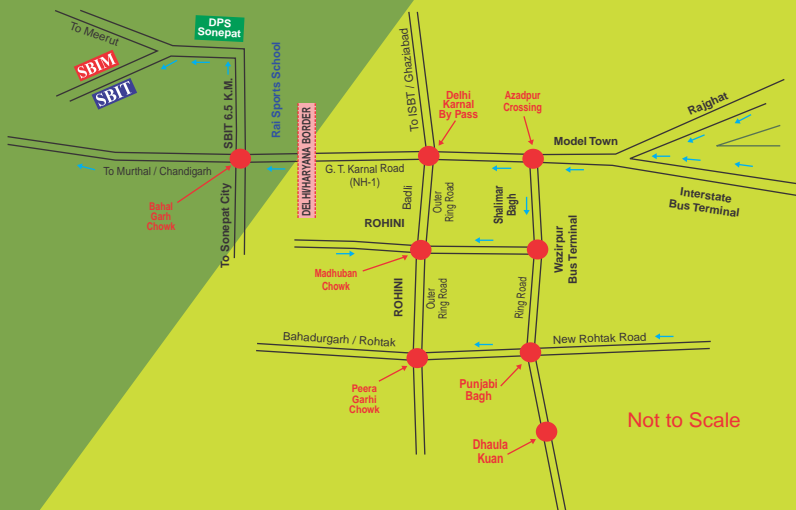 To Meerut
DPS
Sonepat
SBIM
SBIT
SBIT 6.5 K.M.
Rai Sports School
To ISBT / Ghaziabad
Delhi
Karnal
By Pass
Azadpur
Crossing
Rajghat
Model Town
DELHI/HARYANA BORDER
To Murthal / Chandigarh
G. T. Karnal Road
(NH-1)
Interstate
Bus Terminal
Bahal
Garh
Chowk
To Sonepat City
Badli
Outer
Ring Road
Shalimar
Bagh
ROHINI
Wazirpur
Bus Terminal
Madhuban
Chowk
ROHINI
Outer
Ring Road
Ring Road
Bahadurgarh / Rohtak
New Rohtak Road
Peera
Garhi
Chowk
Punjabi
Bagh
Not to Scale
Dhaula
Kuan